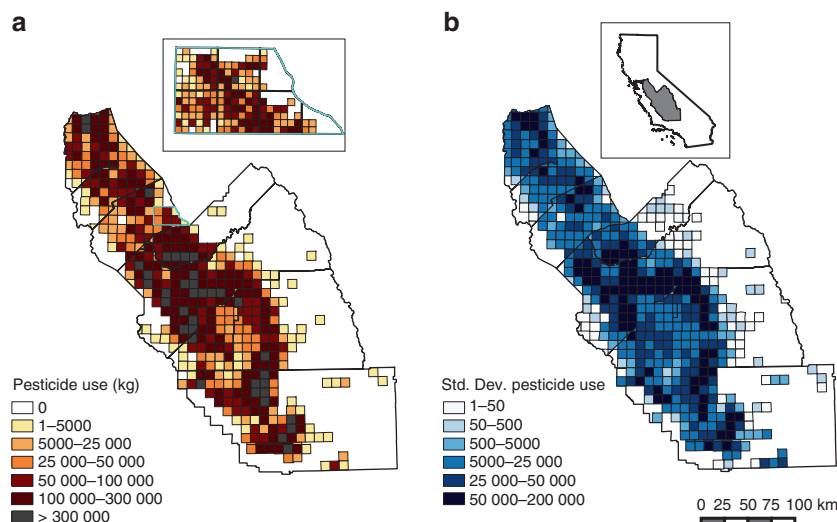 a
b
Pesticide use (kg)
0
1–5000
5000–25 000
25 000–50 000
50 000–100 000
100 000–300 000
> 300 000
Std. Dev. pesticide use
1–50
50–500
500–5000
5000–25 000
25 000–50 000
50 000–200 000
0 25 50 75 100 km